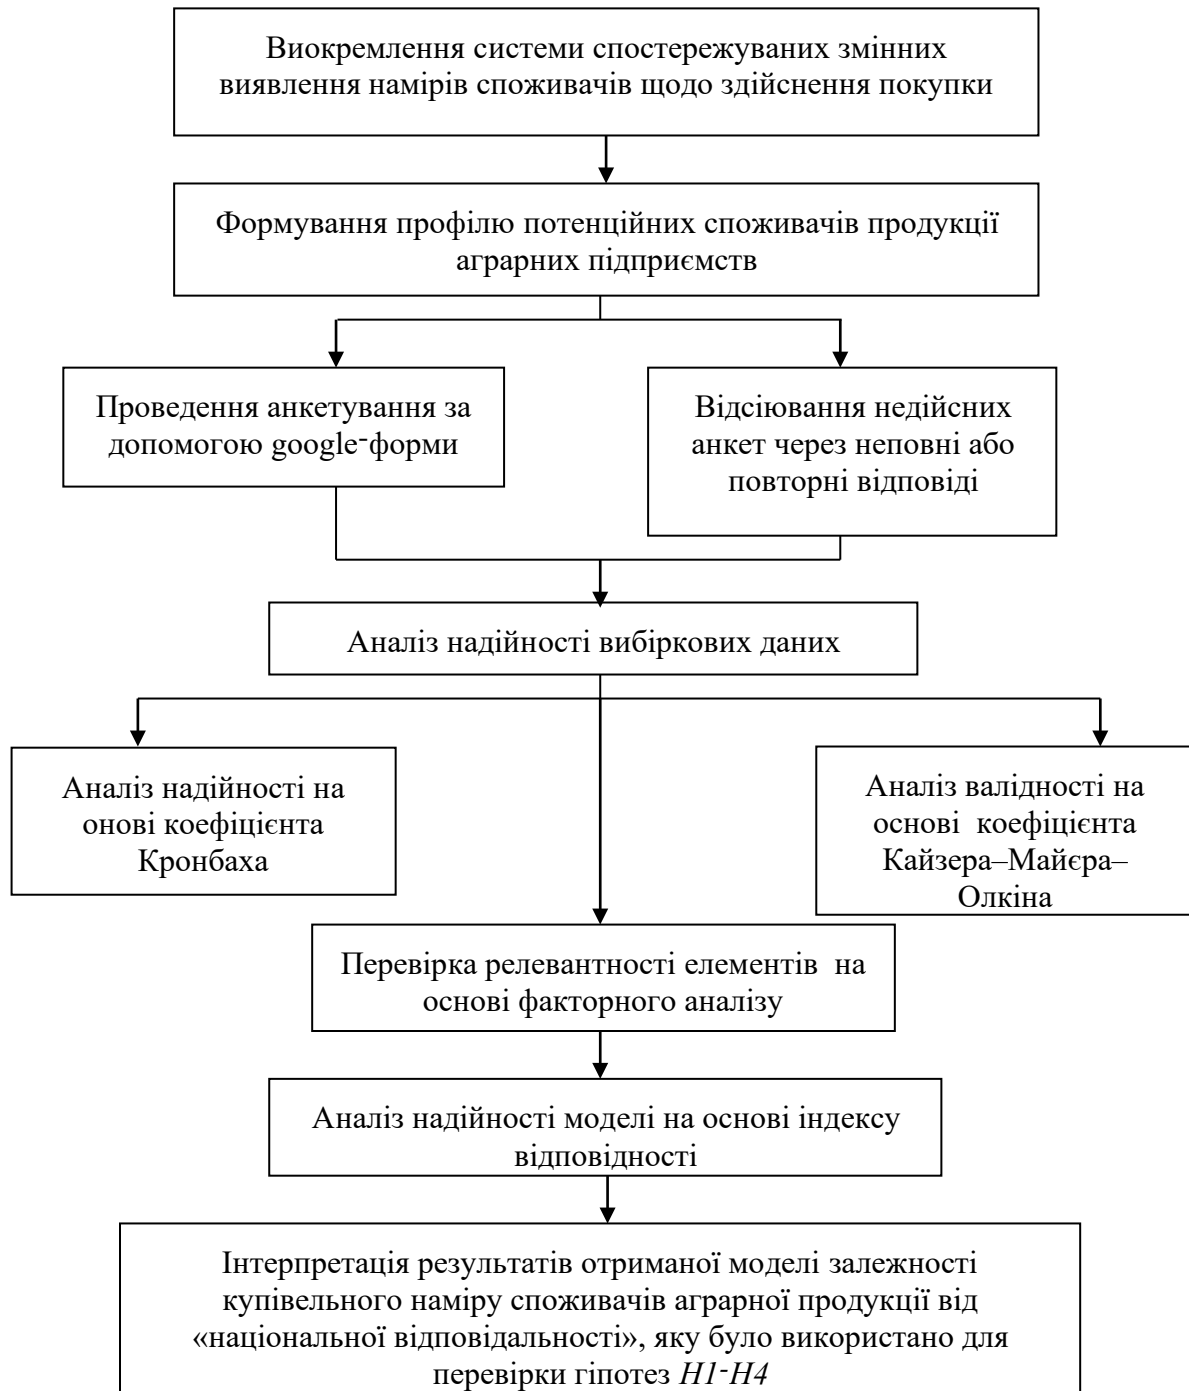 Виокремлення системи спостережуваних змінних
виявлення намірів споживачів щодо здійснення покупки
Формування профілю потенційних споживачів продукції
аграрних підприємств
Проведення анкетування за
допомогою google-форми
Відсіювання недійсних
анкет через неповні або
повторні відповіді
Аналіз надійності вибіркових даних
Аналіз надійності на
онові коефіцієнта
Кронбаха
Аналіз валідності на
основі коефіцієнта
Кайзера–Майєра–
Олкіна
Перевірка релевантності елементів на
основі факторного аналізу
Аналіз надійності моделі на основі індексу
відповідності
Інтерпретація результатів отриманої моделі залежності
купівельного наміру споживачів аграрної продукції від
«національної відповідальності», яку було використано для
перевірки гіпотез H1-H4